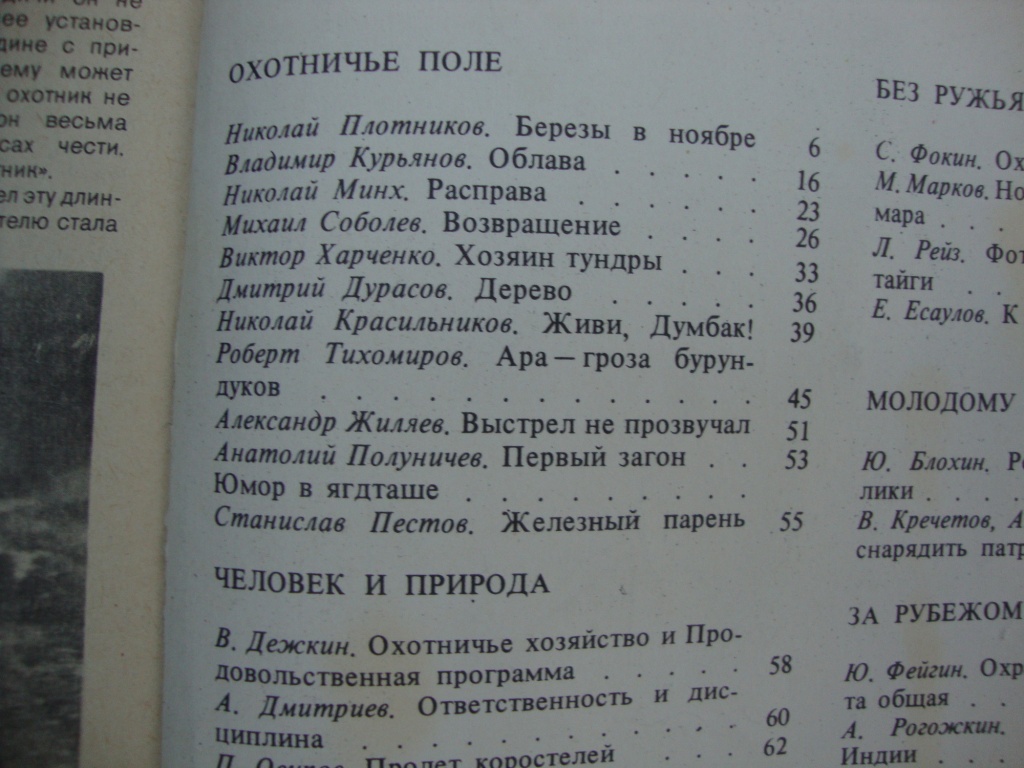 он не
ее установ-
дине с при-
ему может
охотник не
он весьма
сах чести.
тник».
ел эту длин-
телю стала
ОХОТНИЧЬЕ ПОЛЕ
Николай Плотников. Березы в ноябре 6
Владимир Курьянов. Облава . . . . . 16
Николай Минх. Расправа . . . . . . 23
Михаил Соболев. Возвращение . . . . 26
Виктор Харченко. Хозяин тундры . . . 33
Дмитрий Дурасов. Дерево . . . . . 36
Николай Красильников. Живи, Думбак! 39
Роберт Тихомиров. Ара — гроза бурун-
дуков . . . . . . . . . . . . . 45
Александр Жиляев. Выстрел не прозвучал 51
Анатолий Полуничев. Первый загон . . 53
Юмор в ягдташе . . . . . . . . .
Станислав Пестов. Железный парень 55
ЧЕЛОВЕК И ПРИРОДА
В. Дежкин. Охотничье хозяйство и Про-
довольственная программа . . . . . 58
А. Дмитриев. Ответственность и дис-
циплина . . . . . . . . . . . 60
Пролет коростелей . . . 62
БЕЗ РУЖЬЯ
С. Фокин. Ох
М. Марков. Но
мара . . .
Л. Рейз. Фот
тайги . .
Е. Есаулов. К
МОЛОДОМУ
Ю. Блохин. Ре
лики . . . .
В. Кречетов, А
снарядить патр
ЗА РУБЕЖОМ
Ю. Фейгин. Охр
та общая . .
А. Рогожкин.
Индии . . . .